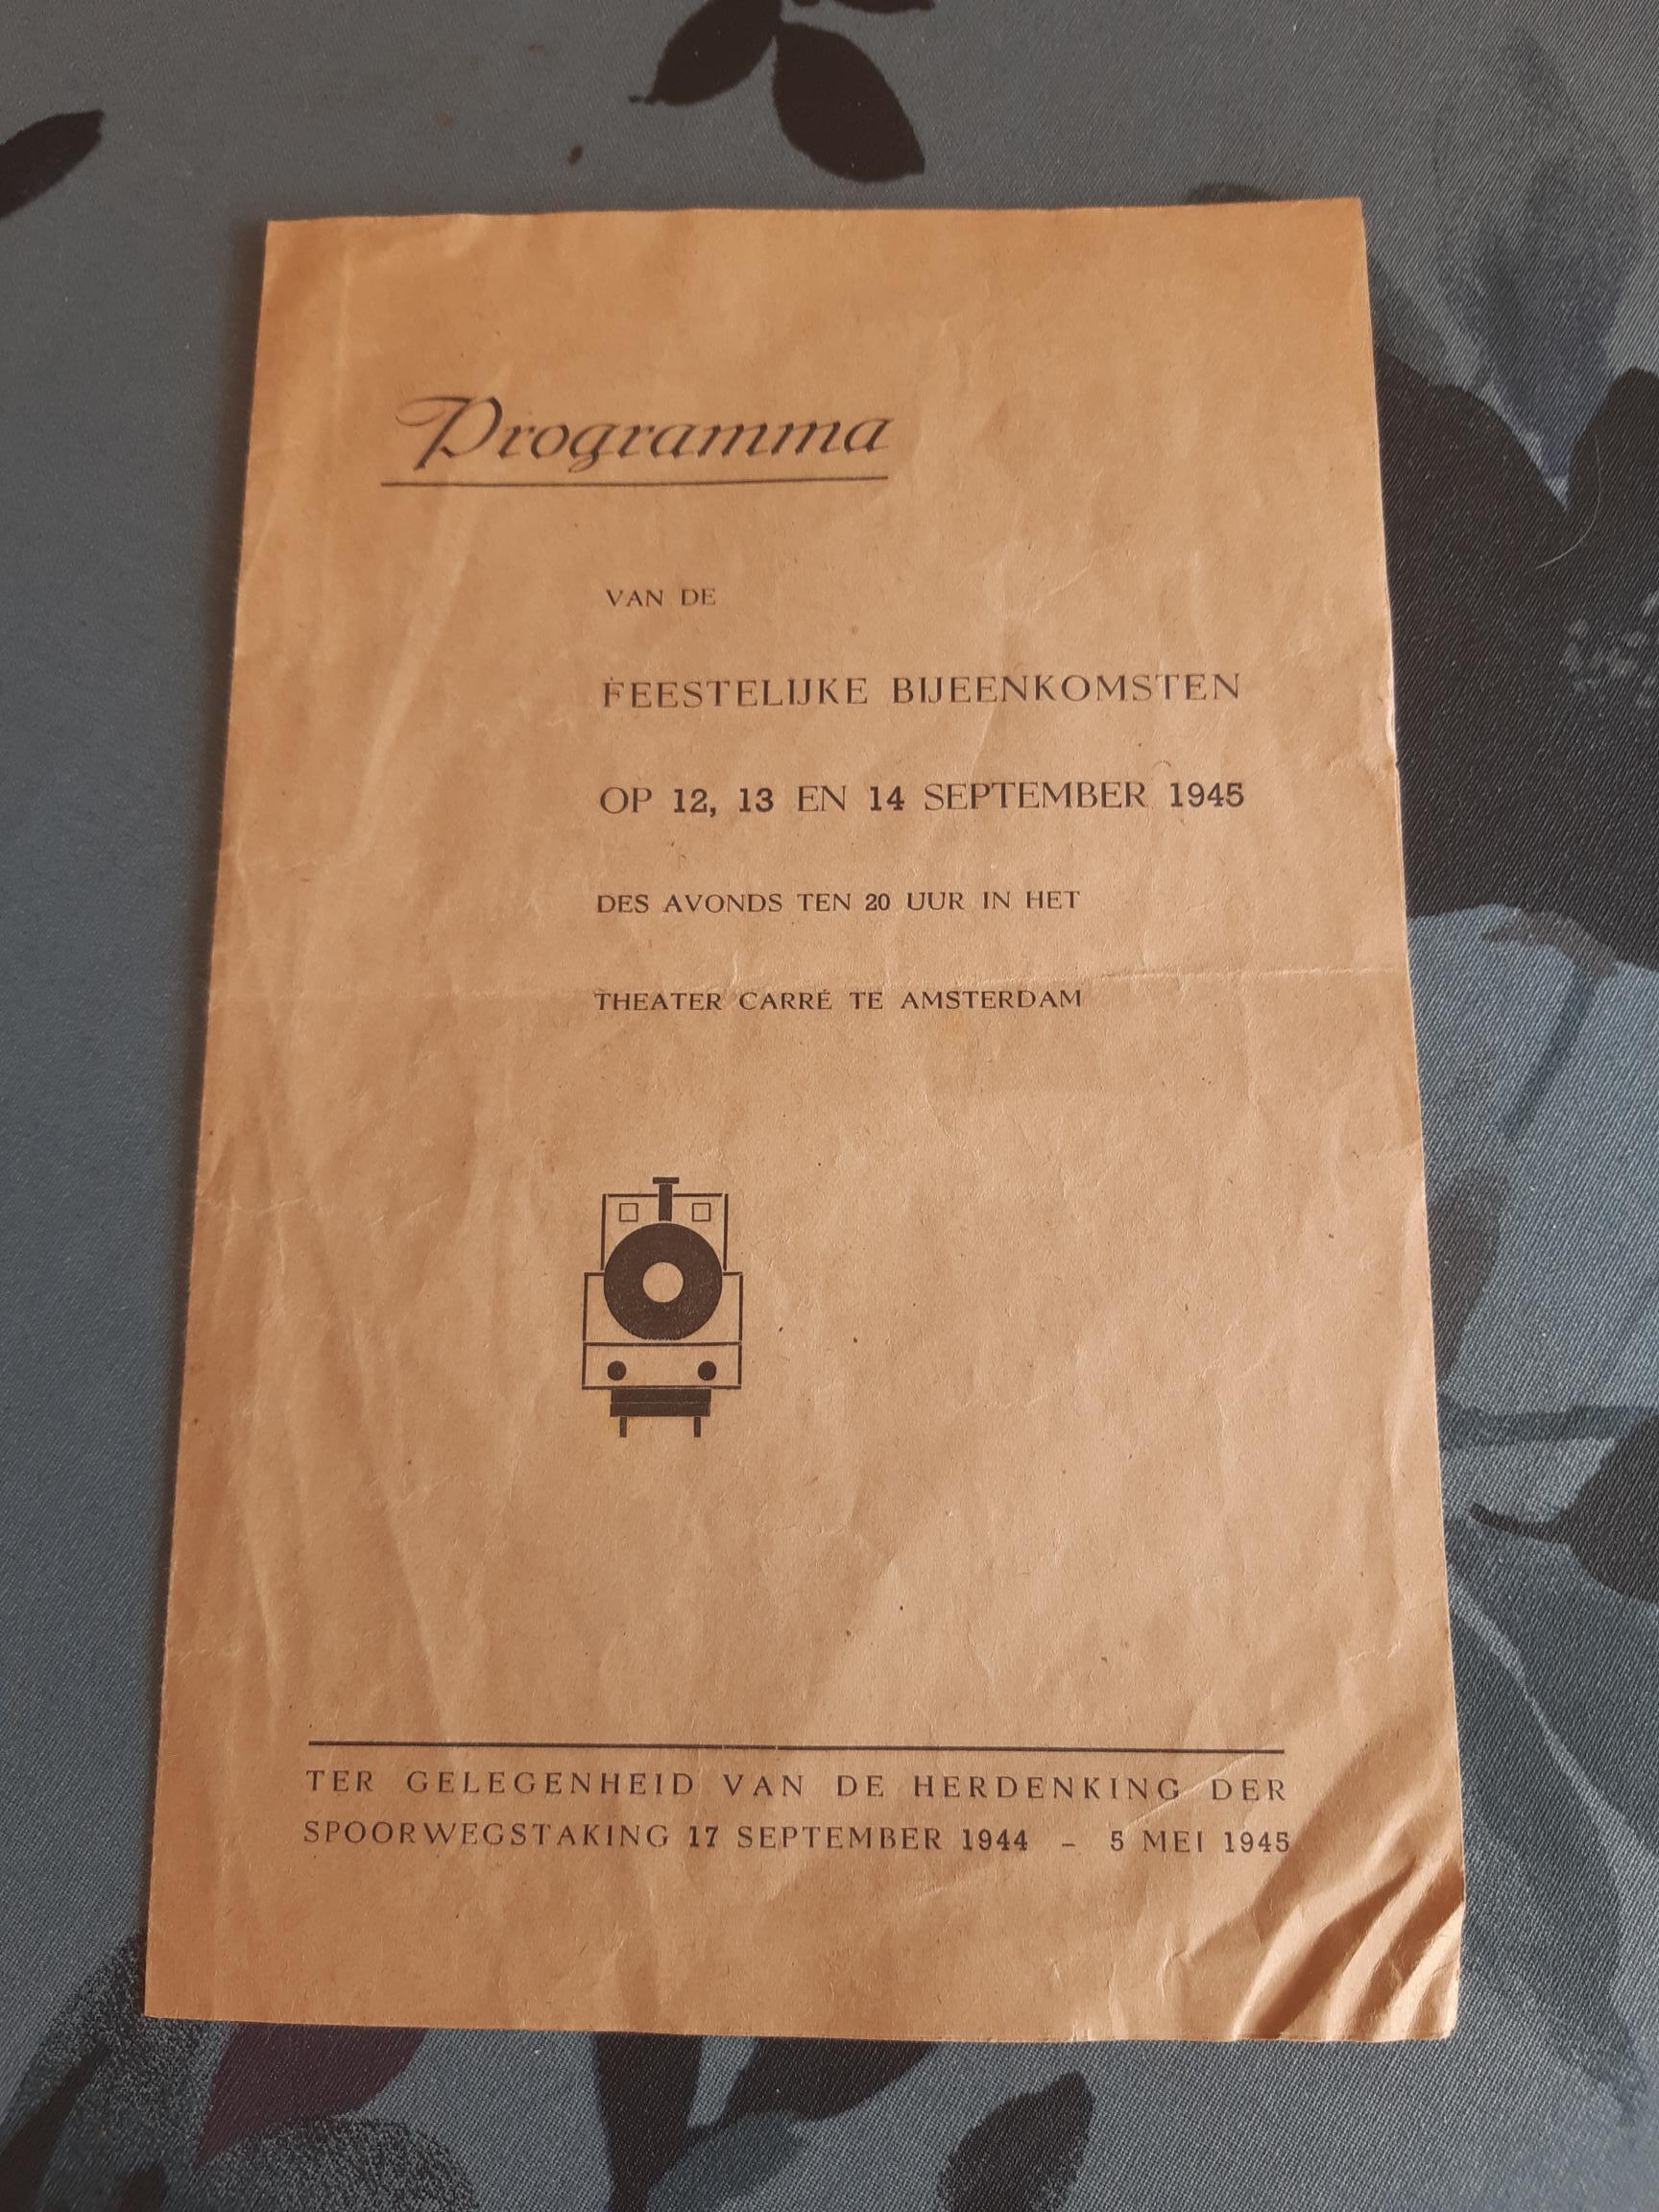 Programma
VAN DE
FEESTELIJKE BIJEENKOMSTEN
OP 12, 13 EN 14 SEPTEMBER 1945
DES AVONDS TEN 20 UUR IN HET
THEATER CARRÉ TE AMSTERDAM
TER GELEGENHEID VAN DE HERDENKING DER
SPOORWEGSTAKING 17 SEPTEMBER 1944 – 5 MEI 1945